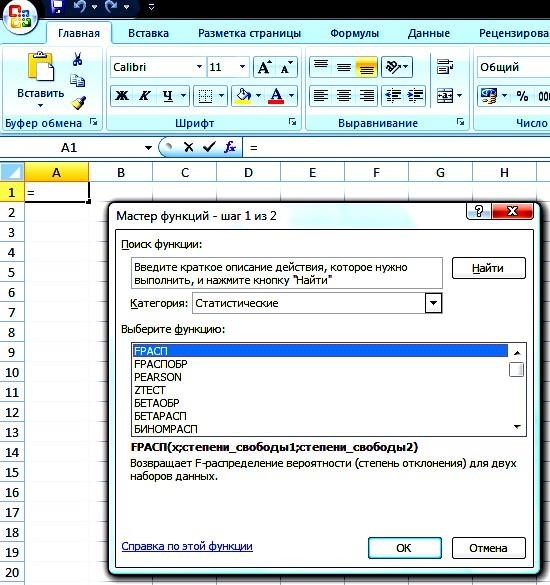 Главная Вставка Разметка страницы Формулы Данные Рецензирова
Вставить
Calibri 11 А А
Ж К Ч А
Общий
% 000
Буфер обмена Шрифт Выравнивание Число
A1 fx =
A B C D E F G H
1 =
2
3
4
5
6
7
8
9
10
11
12
13
14
15
16
17
18
19
20
Мастер функций - шаг 1 из 2 ?
Поиск функции:
Введите краткое описание действия, которое нужно
выполнить, и нажмите кнопку "Найти"
Найти
Категория: Статистические
Выберите функцию:
FРАСП
FРАСПОБР
PEARSON
ZТЕСТ
БЕТАОБР
БЕТАРАСП
БИНОМРАСП
FРАСП(x;степени_свободы1;степени_свободы2)
Возвращает F-распределение вероятности (степень отклонения) для двух
наборов данных.
Справка по этой функции
ОК
Отмена